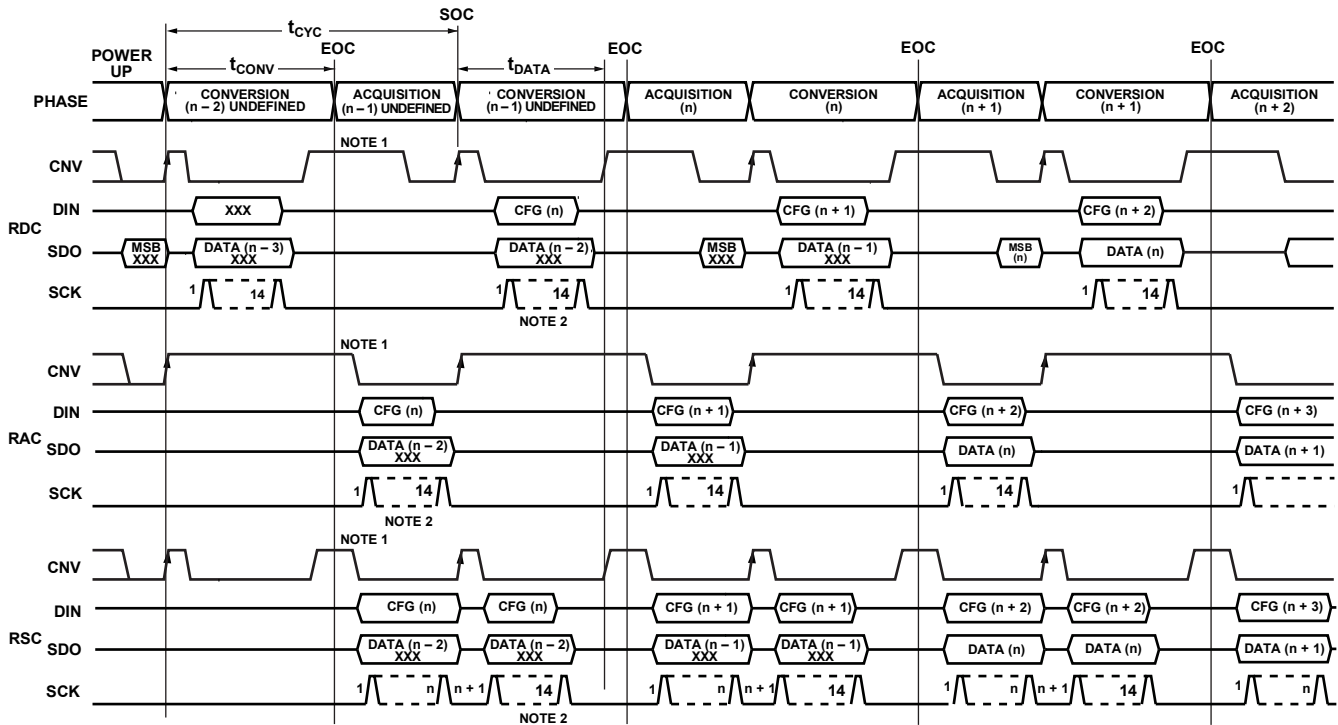 SOC
tCYC
POWER UP
EOC
EOC
EOC
EOC
tCONV
tDATA
PHASE
CONVERSION (n – 2) UNDEFINED
ACQUISITION (n – 1) UNDEFINED
CONVERSION (n – 1) UNDEFINED
ACQUISITION (n)
CONVERSION (n)
ACQUISITION (n + 1)
CONVERSION (n + 1)
ACQUISITION (n + 2)
NOTE 1
CNV
RDC
DIN
XXX
CFG (n)
CFG (n + 1)
CFG (n + 2)
SDO
MSB XXX
DATA (n – 3) XXX
DATA (n – 2) XXX
MSB XXX
DATA (n – 1) XXX
MSB (n)
DATA (n)
SCK
1 14
1 14
1 14
1 14
NOTE 2
NOTE 1
CNV
RAC
DIN
CFG (n)
CFG (n + 1)
CFG (n + 2)
CFG (n + 3)
SDO
DATA (n – 2) XXX
DATA (n – 1) XXX
DATA (n)
DATA (n + 1)
SCK
1 14
1 14
1 14
1
NOTE 2
NOTE 1
CNV
RSC
DIN
CFG (n)
CFG (n)
CFG (n + 1)
CFG (n + 1)
CFG (n + 2)
CFG (n + 2)
CFG (n + 3)
SDO
DATA (n – 2) XXX
DATA (n – 2) XXX
DATA (n – 1) XXX
DATA (n – 1) XXX
DATA (n)
DATA (n)
DATA (n + 1)
SCK
1 n n + 1 14
1 n n + 1 14
1 n n + 1 14
1 n
NOTE 2